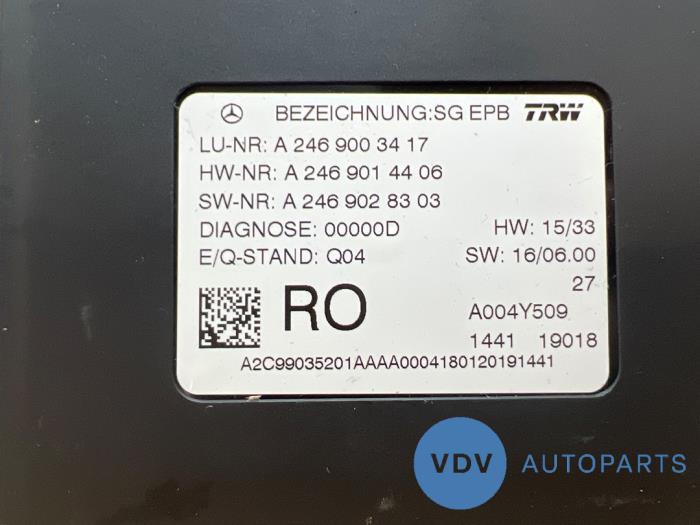 BEZEICHNUNG:SG EPB TRW
LU-NR: A 246 900 34 17
HW-NR: A 246 901 44 06
SW-NR: A 246 902 83 03
DIAGNOSE: 00000D HW: 15/33
E/Q-STAND: Q04 SW: 16/06.00
27
RO A004Y509
1441 19018
A2C99035201AAAA0004180120191441
VDV AUTOPARTS